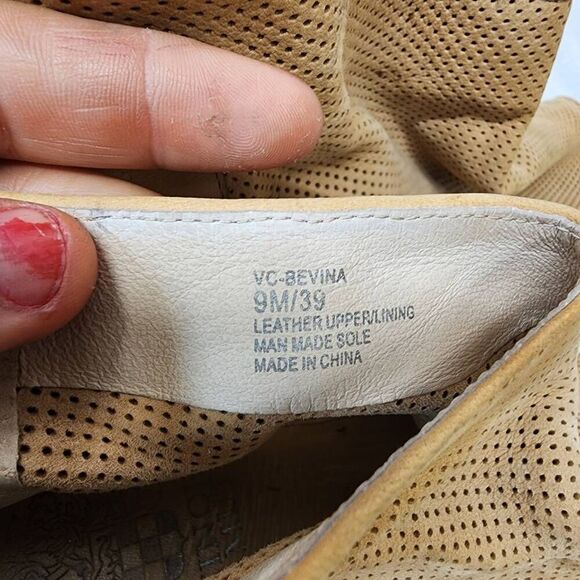 VC-BEVINA
9M/39
LEATHER UPPER/LINING
MAN MADE SOLE
MADE IN CHINA